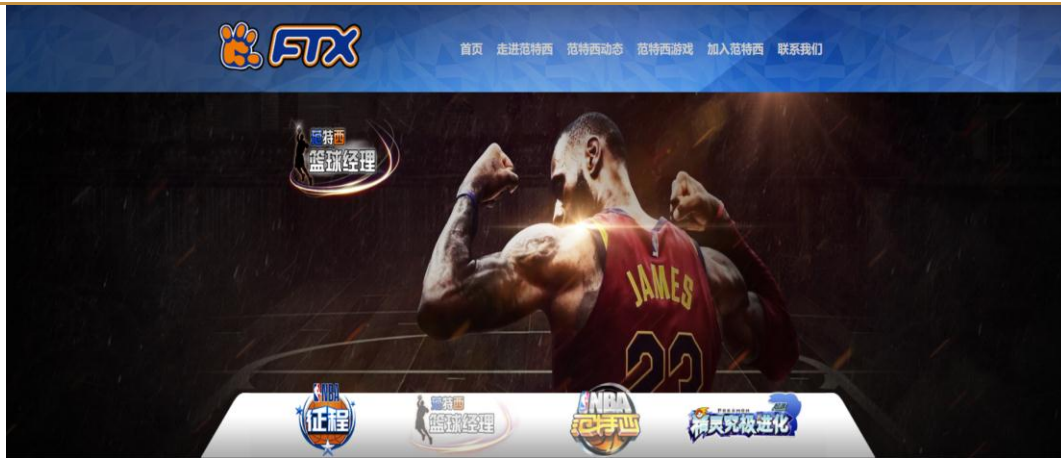 FTX
首页 走进范特西 范特西动态 范特西游戏 加入范特西 联系我们
范特西
篮球经理
JAMES
23
NBA
征程
范特西
篮球经理
NBA
范特西
POKEMON
精灵究极进化